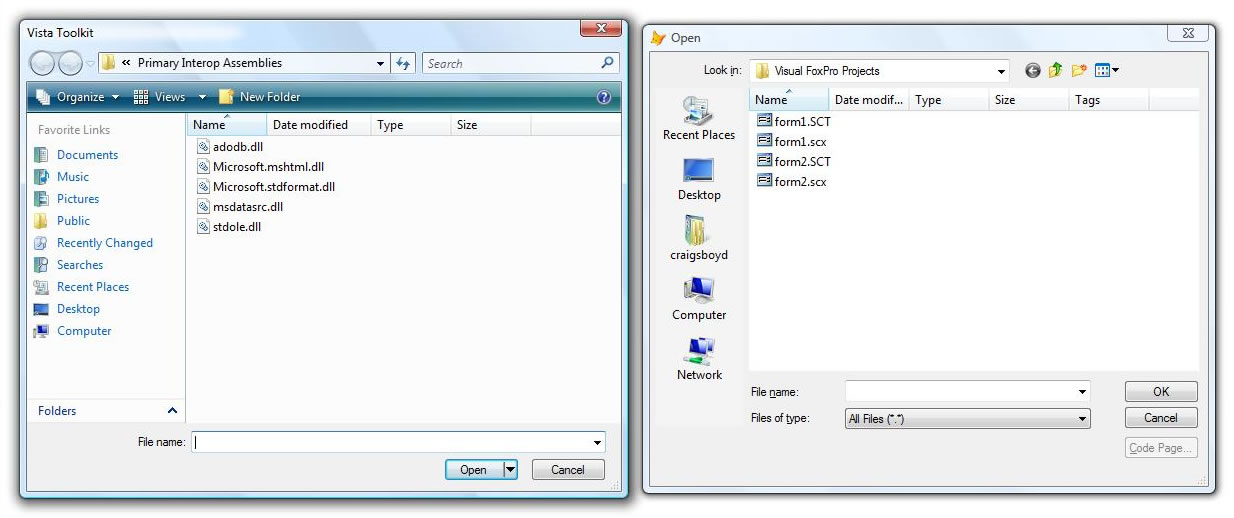 Vista Toolkit
« Primary Interop Assemblies
Search
Organize Views New Folder ?
Favorite Links
Documents
Music
Pictures
Public
Recently Changed
Searches
Recent Places
Desktop
Computer
Folders
Name Date modified Type Size
adodb.dll
Microsoft.mshtml.dll
Microsoft.stdformat.dll
msdatasrc.dll
stdole.dll
File name:
Open Cancel
Open
Look in: Visual FoxPro Projects
Recent Places
Desktop
craigsboyd
Computer
Network
Name Date modif... Type Size Tags
form1.SCT
form1.scx
form2.SCT
form2.scx
File name:
OK
Files of type: All Files (*.*)
Cancel
Code Page...